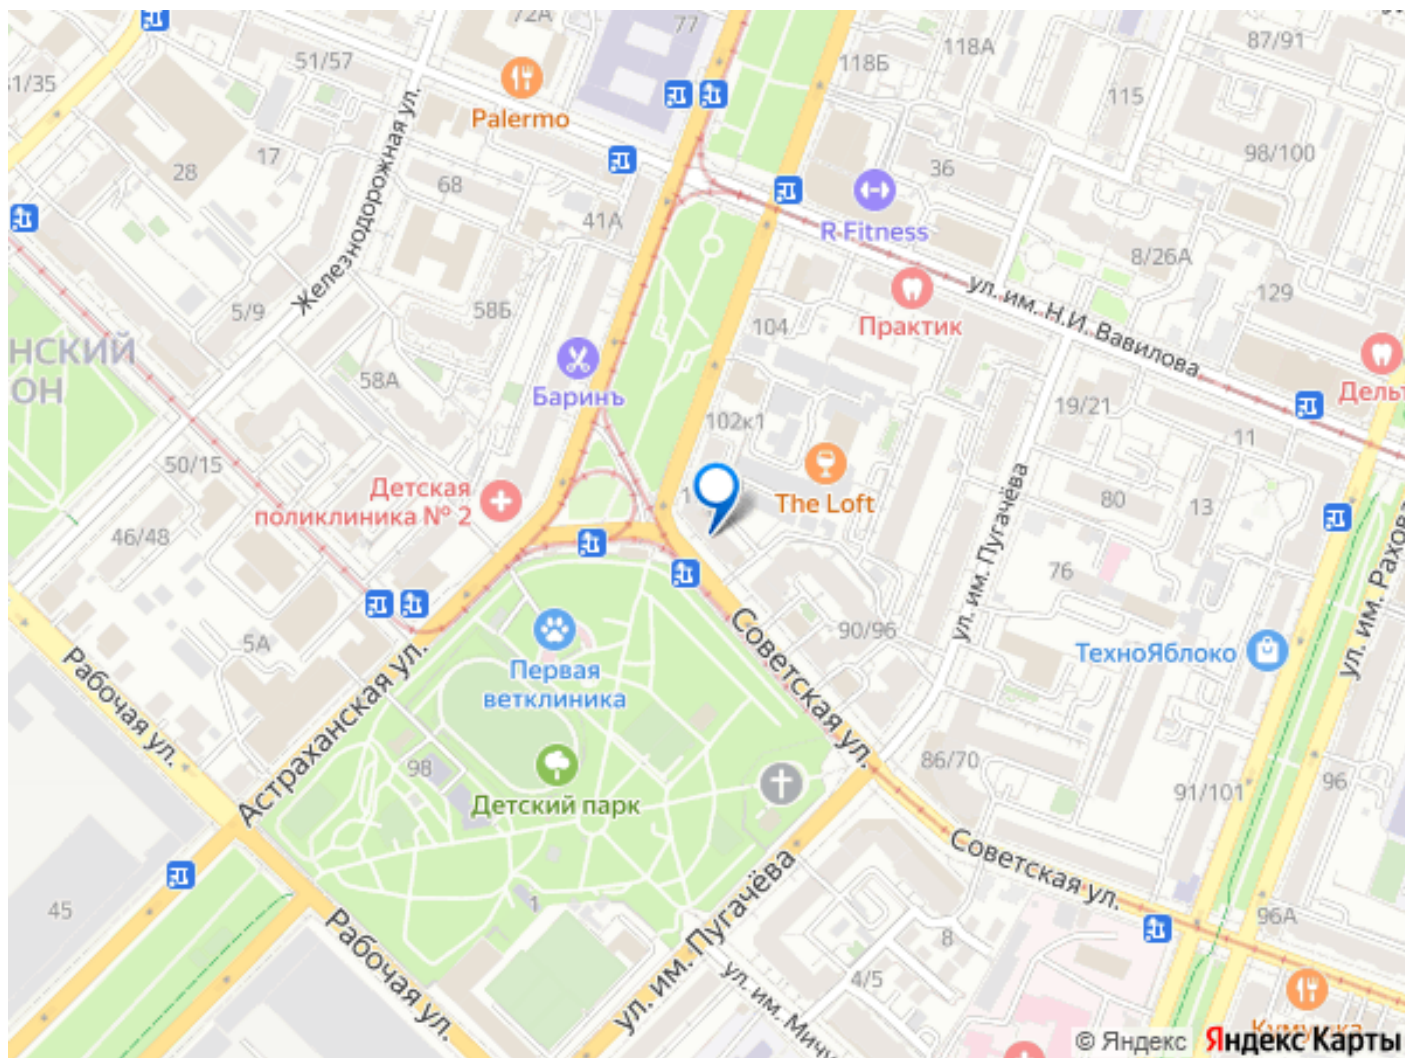 72А
77
51/57
118А
87/91
118Б
31/35
115
Palermo
17
28
68
36
98/100
Железнодорожная ул.
41А
R Fitness
8/26А
ул. им. Н.И. Вавилова
129
5/9
58Б
104
Практик
НСКИЙ
ОН
58А
Баринъ
Дельт
19/21
102к1
11
50/15
Детская
поликлиника № 2
The Loft
80
13
46/48
ул. им. Пугачёва
76
ул. им. Рахова
5А
90/96
Советская ул.
ТехноЯблоко
Рабочая ул.
Первая
ветклиника
Астраханская ул.
98
Детский парк
86/70
91/101
96
Советская ул.
45
1
96А
Рабочая ул.
ул. им. Пугачёва
8
4/5
ул. им. Мичу
© Яндекс
Яндекс Карты